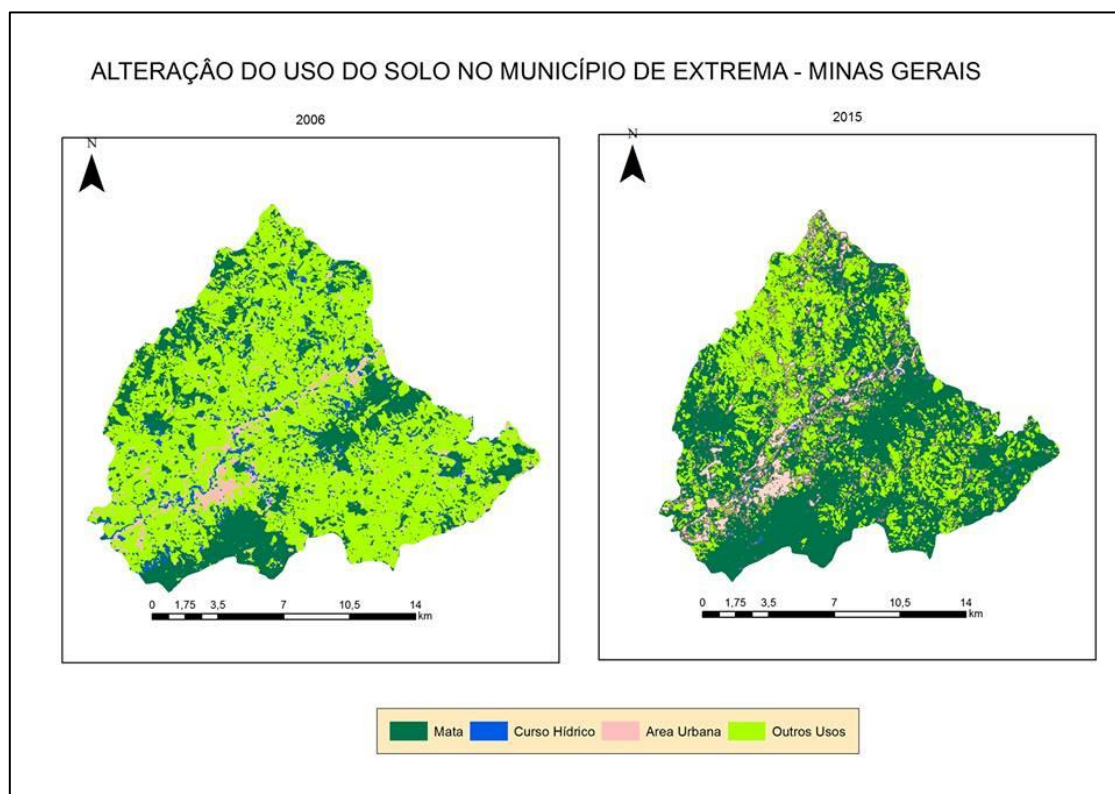 ALTERAÇÂO DO USO DO SOLO NO MUNICÍPIO DE EXTREMA - MINAS GERAIS
2006
2015
N
N
0 1,75 3,5 7 10,5 14
km
0 1,75 3,5 7 10,5 14
km
Mata Curso Hídrico Area Urbana Outros Usos